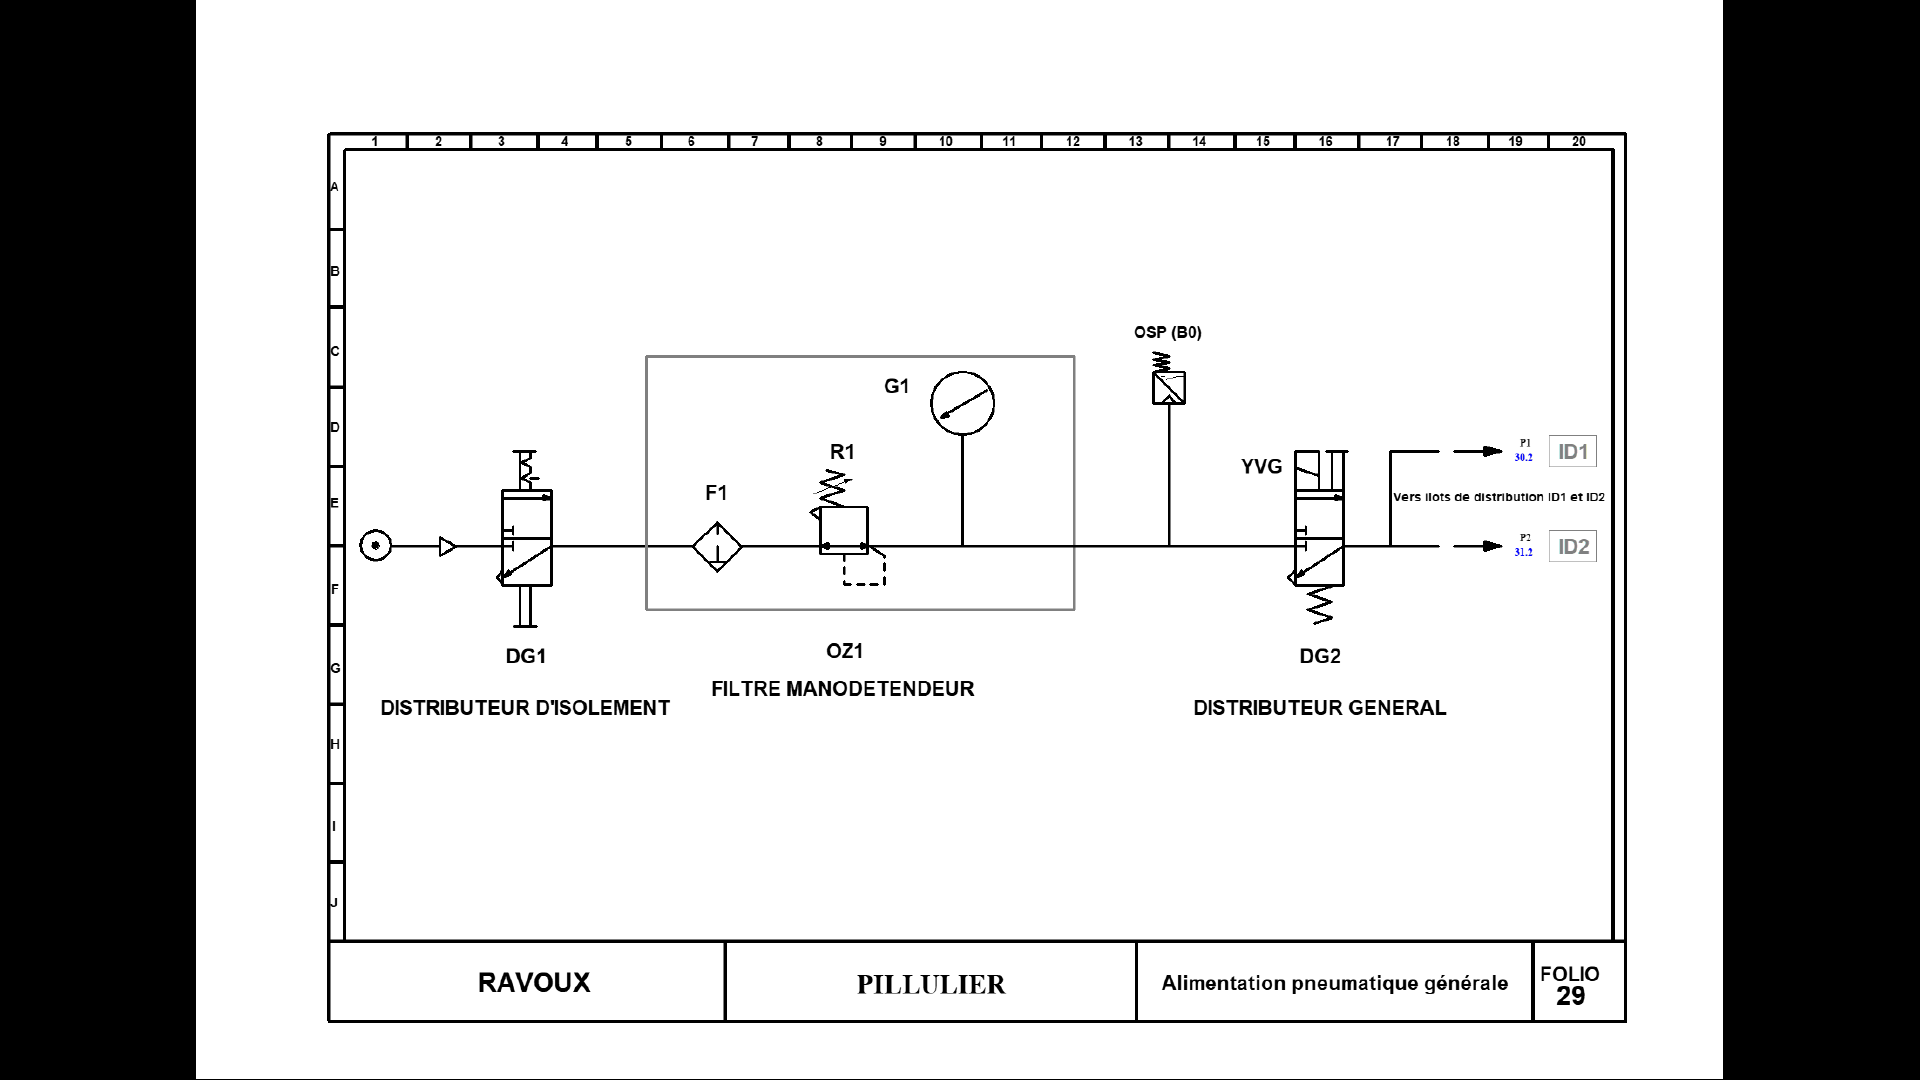 1 2 3 4 5 6 7 8 9 10 11 12 13 14 15 16 17 18 19 20
A
B
C
D
E
F
G
H
I
J
OSP (B0)
G1
R1
F1
YVG
P1
30.2
ID1
Vers ilots de distribution ID1 et ID2
P2
31.2
ID2
DG1
DISTRIBUTEUR D'ISOLEMENT
OZ1
FILTRE MANODETENDEUR
DG2
DISTRIBUTEUR GENERAL
RAVOUX
PILLULIER
Alimentation pneumatique générale
FOLIO
29